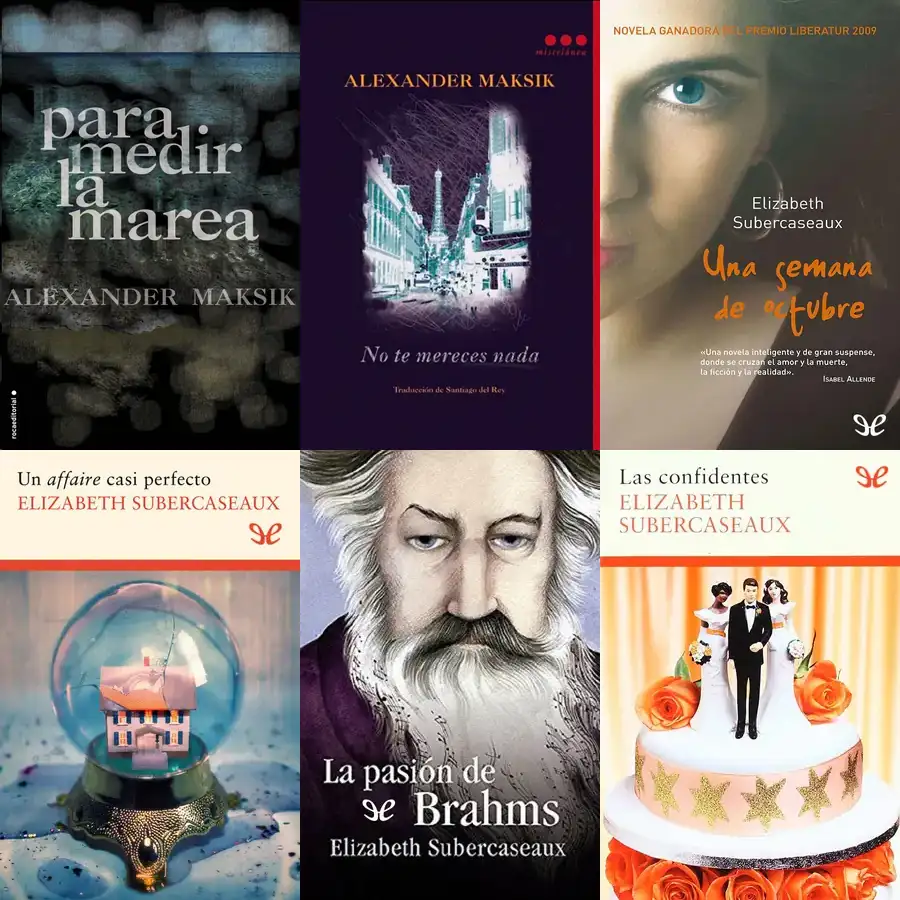 para
medir
la
marea
ALEXANDER MAKSIK
rocaeditorial
miscelánea
ALEXANDER MAKSIK
No te mereces nada
Traducción de Santiago del Rey
NOVELA GANADORA DEL PREMIO LIBERATUR 2009
Elizabeth
Subercaseaux
Una semana
de octubre
«Una novela inteligente y de gran suspense,
donde se cruzan el amor y la muerte,
la ficción y la realidad».
ISABEL ALLENDE
Un affaire casi perfecto
ELIZABETH SUBERCASEAUX
La pasión de
Brahms
Elizabeth Subercaseaux
Las confidentes
ELIZABETH
SUBERCASEAUX